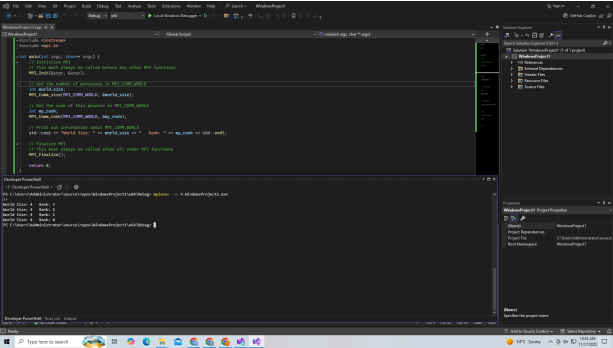 File Edit View Git Project Build Debug Test Analyze Tools Extensions Window Help Search WindowsProject1
Sign in
Debug x64 Local Windows Debugger
GitHub Copilot
WindowsProject1.cpp
WindowsProject1 (Global Scope) main(int argc, char** argv)
#include <iostream>
#include <mpi.h>
int main(int argc, char** argv) {
// Initialize MPI
// This must always be called before any other MPI functions
MPI_Init(&argc, &argv);
// Get the number of processes in MPI_COMM_WORLD
int world_size;
MPI_Comm_size(MPI_COMM_WORLD, &world_size);
// Get the rank of this process in MPI_COMM_WORLD
int my_rank;
MPI_Comm_rank(MPI_COMM_WORLD, &my_rank);
// Print out information about MPI_COMM_WORLD
std::cout << "World Size: " << world_size << " Rank: " << my_rank << std::endl;
// Finalize MPI
// This must always be called after all other MPI functions
MPI_Finalize();
return 0;
Developer PowerShell
+ Developer PowerShell
PS C:\Users\Administrator\source\repos\WindowsProject1\x64\Debug> mpiexec -n 4 WindowsProject1.exe
>>
World Size: 4 Rank: 3
World Size: 4 Rank: 2
World Size: 4 Rank: 1
World Size: 4 Rank: 0
PS C:\Users\Administrator\source\repos\WindowsProject1\x64\Debug>
Developer PowerShell Error List Output
Solution Explorer
Search Solution Explorer (Ctrl+;)
Solution 'WindowsProject1' (1 of 1 project)
WindowsProject1
References
External Dependencies
Header Files
Resource Files
Source Files
Properties
WindowsProject1 Project Properties
(Name) WindowsProject1
Project Dependencies
Project File
Root Namespace WindowsProject1
(Name)
Specifies the project name.
Ready
Add to Source Control Select Repository
Type here to search
14°C Sunny
10:58 AM
11/11/2025